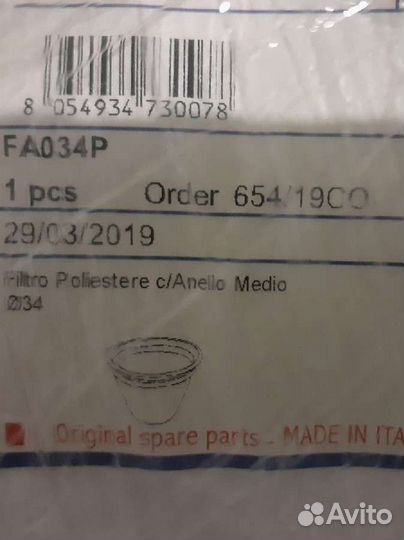 8 054934 730078
FA034P
1 pcs Order 654/19CO
29/03/2019
Filtro Poliestere c/Anello Medio
Ø34
Original spare parts - MADE IN ITA
Avito